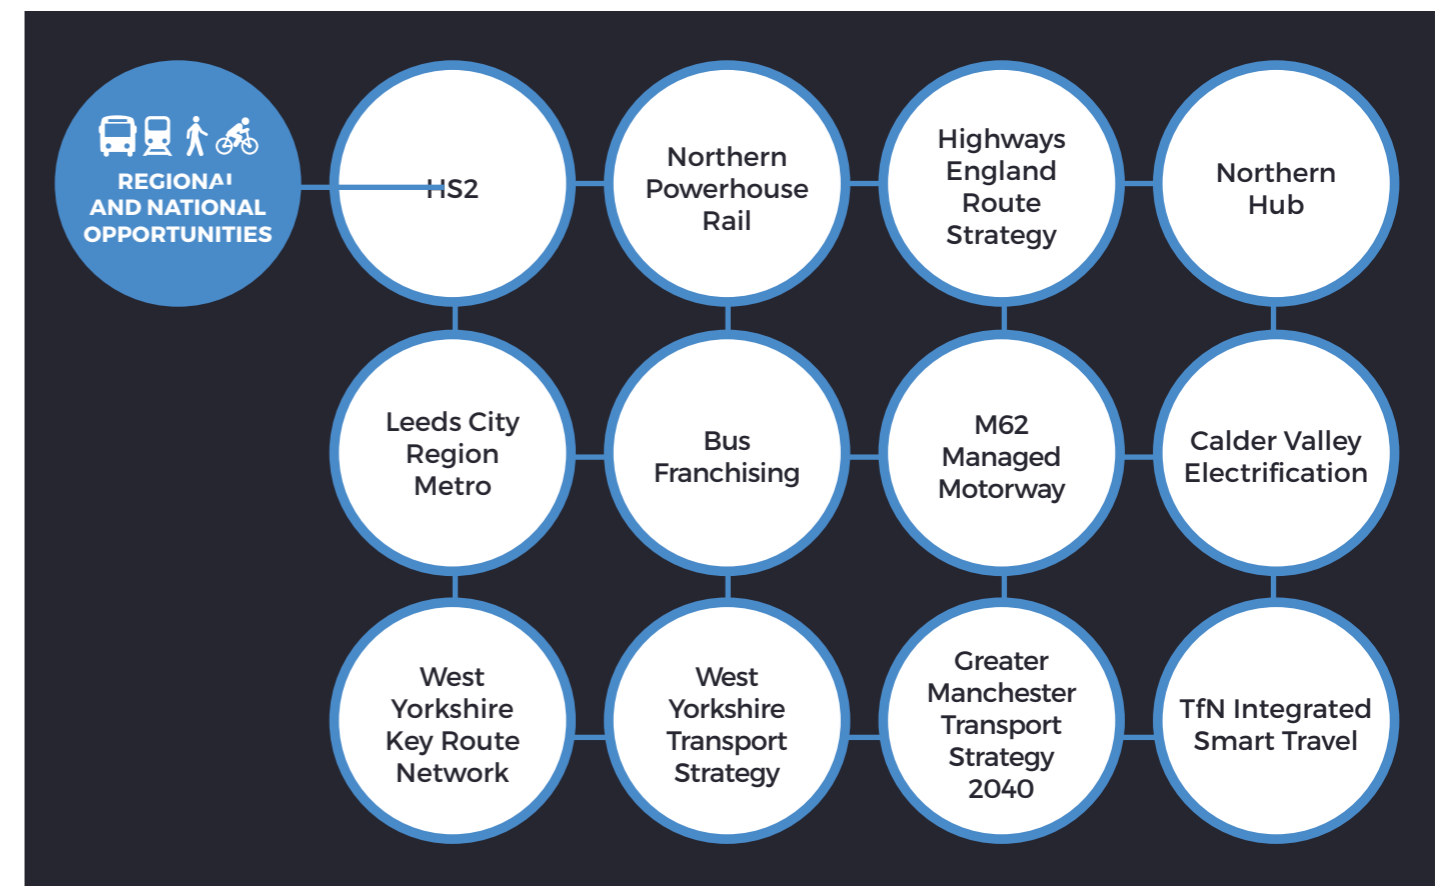 REGIONAL
AND NATIONAL
OPPORTUNITIES
HS2
Northern
Powerhouse
Rail
Highways
England
Route
Strategy
Northern
Hub
Leeds City
Region
Metro
Bus
Franchising
M62
Managed
Motorway
Calder Valley
Electrification
West
Yorkshire
Key Route
Network
West
Yorkshire
Transport
Strategy
Greater
Manchester
Transport
Strategy
2040
TfN Integrated
Smart Travel